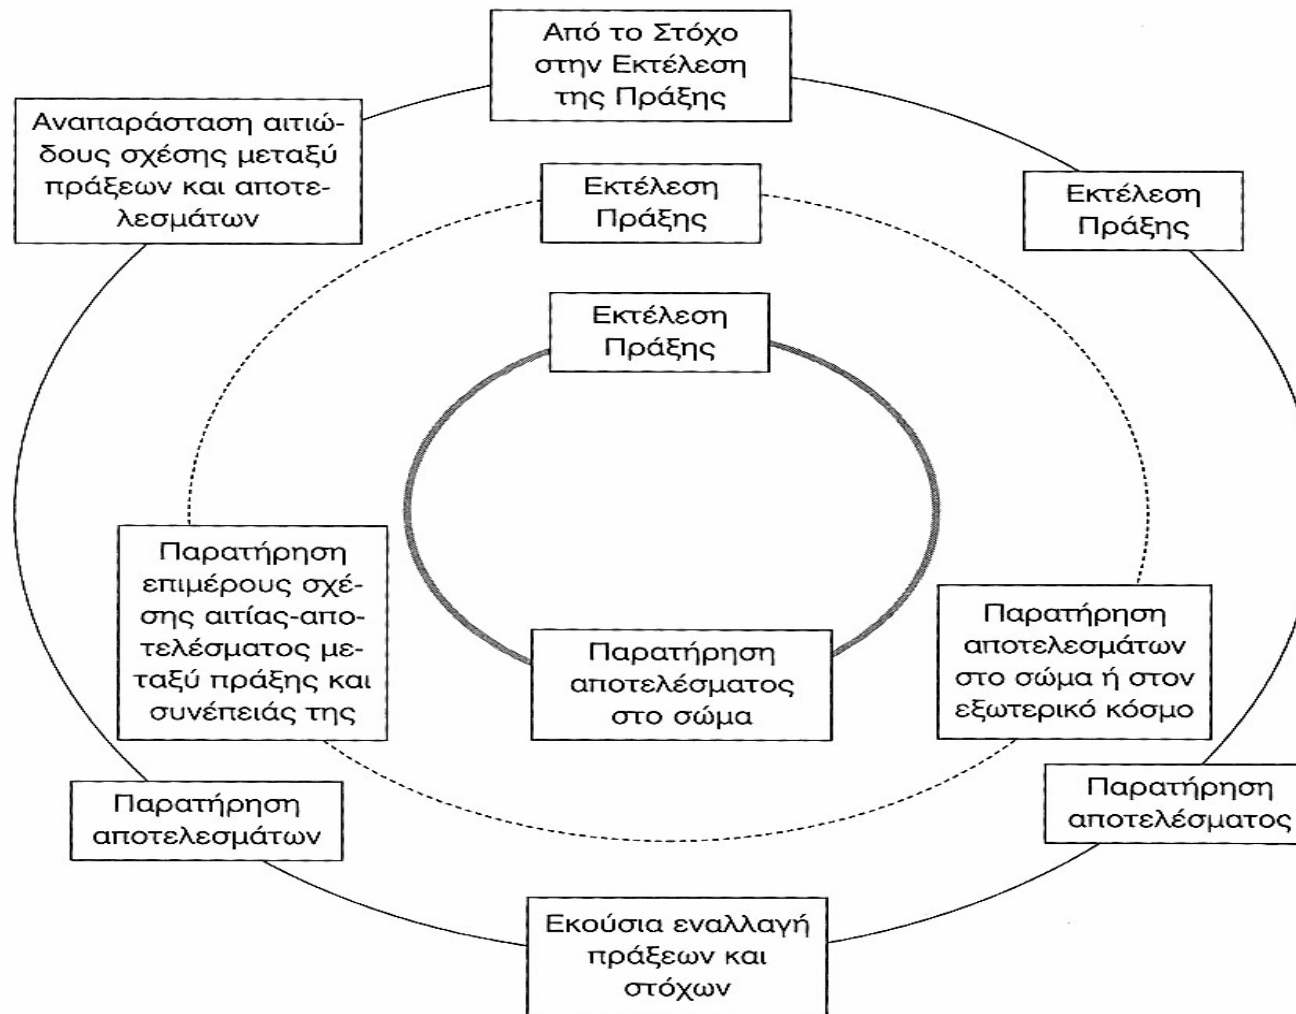 Από το Στόχο
στην Εκτέλεση
της Πράξης
Αναπαράσταση αιτιώ-
δους σχέσης μεταξύ
πράξεων και αποτε-
λεσμάτων
Εκτέλεση
Πράξης
Εκτέλεση
Πράξης
Εκτέλεση
Πράξης
Παρατήρηση
επιμέρους σχέ-
σης αιτίας-απο-
τελέσματος με-
ταξύ πράξης και
συνέπειάς της
Παρατήρηση
αποτελέσματος
στο σώμα
Παρατήρηση
αποτελεσμάτων
στο σώμα ή στον
εξωτερικό κόσμο
Παρατήρηση
αποτελεσμάτων
Παρατήρηση
αποτελέσματος
Εκούσια εναλλαγή
πράξεων και
στόχων